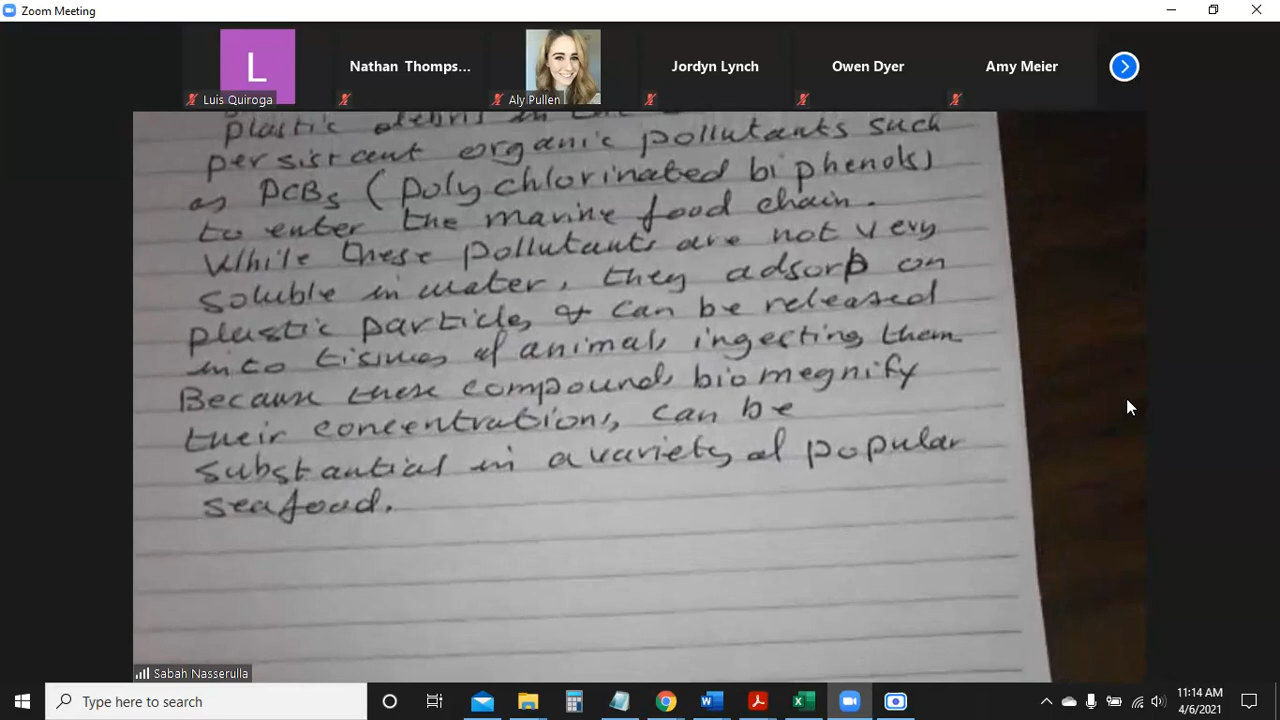 Zoom Meeting
L
Luis Quiroga
Nathan Thomps...
Aly Pullen
Jordyn Lynch
Owen Dyer
Amy Meier
plastic debris in
persistent organic pollutants such
as PCBs (polychlorinated biphenols)
to enter the marine food chain.
While these pollutants are not very
soluble in water, they adsorb on
plastic particles & can be released
into tissues of animals ingesting them
Because these compounds biomegnify
their concentrations, can be
substantial in a variety of popular
seafood.
Sabah Nasserulla
Type here to search
11:14 AM
4/6/2021